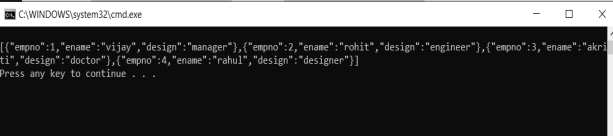 C:\WINDOWS\system32\cmd.exe
[{"empno":1,"ename":"vijay","design":"manager"},{"empno":2,"ename":"rohit","design":"engineer"},{"empno":3,"ename":"akri
ti","design":"doctor"},{"empno":4,"ename":"rahul","design":"designer"}]
Press any key to continue . . .